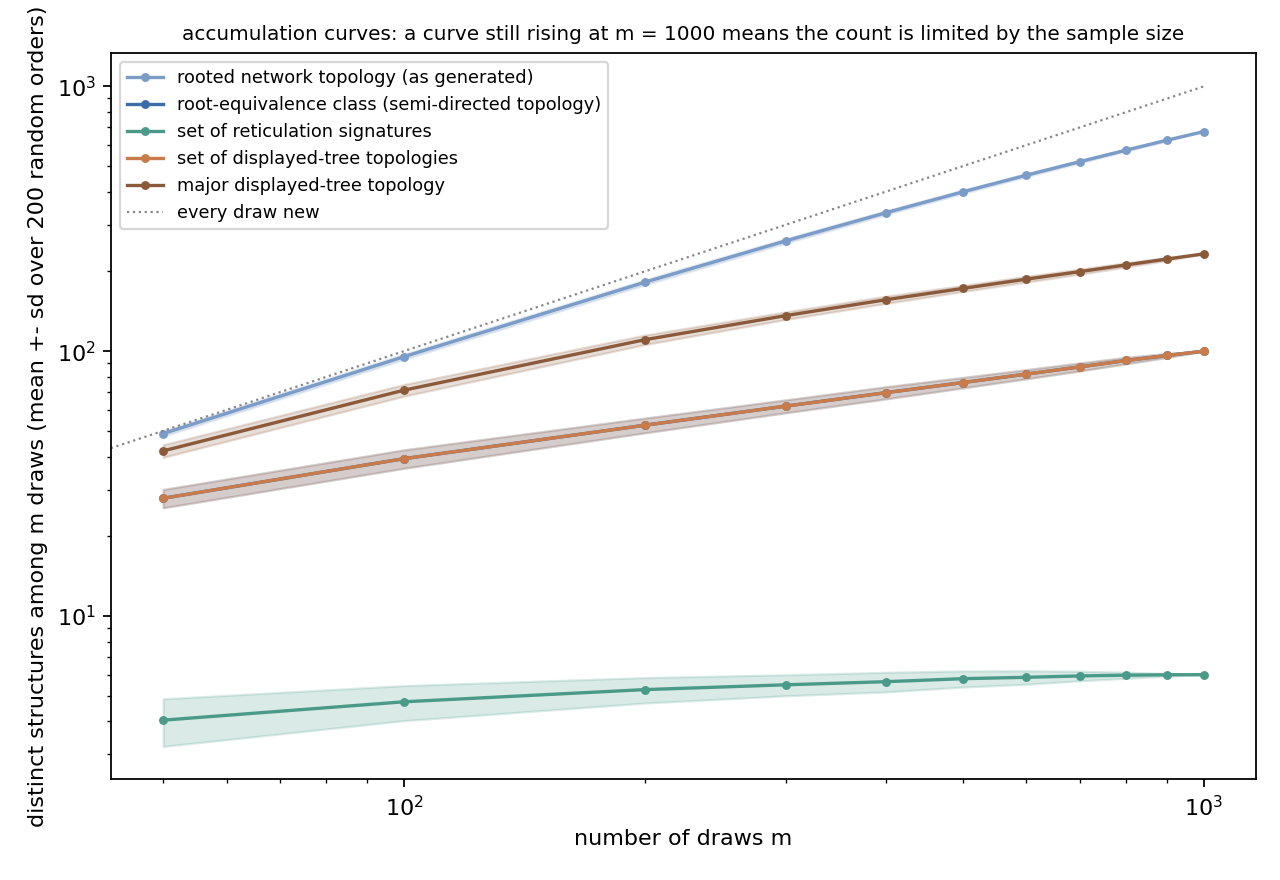 accumulation curves: a curve still rising at m = 1000 means the count is limited by the sample size
distinct structures among m draws (mean +- sd over 200 random orders)
10³
10²
10¹
rooted network topology (as generated)
root-equivalence class (semi-directed topology)
set of reticulation signatures
set of displayed-tree topologies
major displayed-tree topology
every draw new
10²
10³
number of draws m